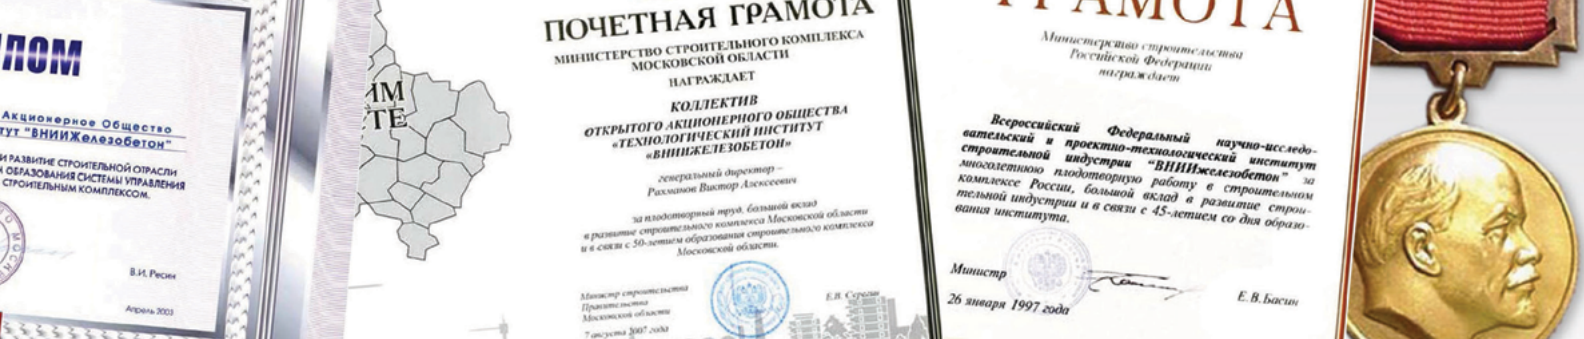 ПЛОМ
Акционерное Общество
тут "ВНИИЖелезобетон"
И РАЗВИТИЕ СТРОИТЕЛЬНОЙ ОТРАСЛИ
ОБРАЗОВАНИЯ СИСТЕМЫ УПРАВЛЕНИЯ
СТРОИТЕЛЬНЫМ КОМПЛЕКСОМ.
В.И. Ресин
Апрель 2003
ИМ
ТЕ
ПОЧЕТНАЯ ГРАМОТА
МИНИСТЕРСТВО СТРОИТЕЛЬНОГО КОМПЛЕКСА
МОСКОВСКОЙ ОБЛАСТИ
НАГРАЖДАЕТ
КОЛЛЕКТИВ
ОТКРЫТОГО АКЦИОНЕРНОГО ОБЩЕСТВА
«ТЕХНОЛОГИЧЕСКИЙ ИНСТИТУТ
«ВНИИЖЕЛЕЗОБЕТОН»
генеральный директор –
Рахманов Виктор Алексеевич
за плодотворный труд, большой вклад
в развитие строительного комплекса Московской области
и в связи с 50-летием образования строительного комплекса
Московской области.
Министр строительства
Правительства
Московской области
Е.В. Серегин
7 августа 2007 года
ГРАМОТА
Министерство строительства
Российской Федерации
награждает
Всероссийский Федеральный научно-исследо-
вательский и проектно-технологический институт
строительной индустрии "ВНИИжелезобетон" за
многолетнюю плодотворную работу в строительном
комплексе России, большой вклад в развитие строи-
тельной индустрии и в связи с 45-летием со дня образо-
вания института.
Министр
Е.В.Басин
26 января 1997 года